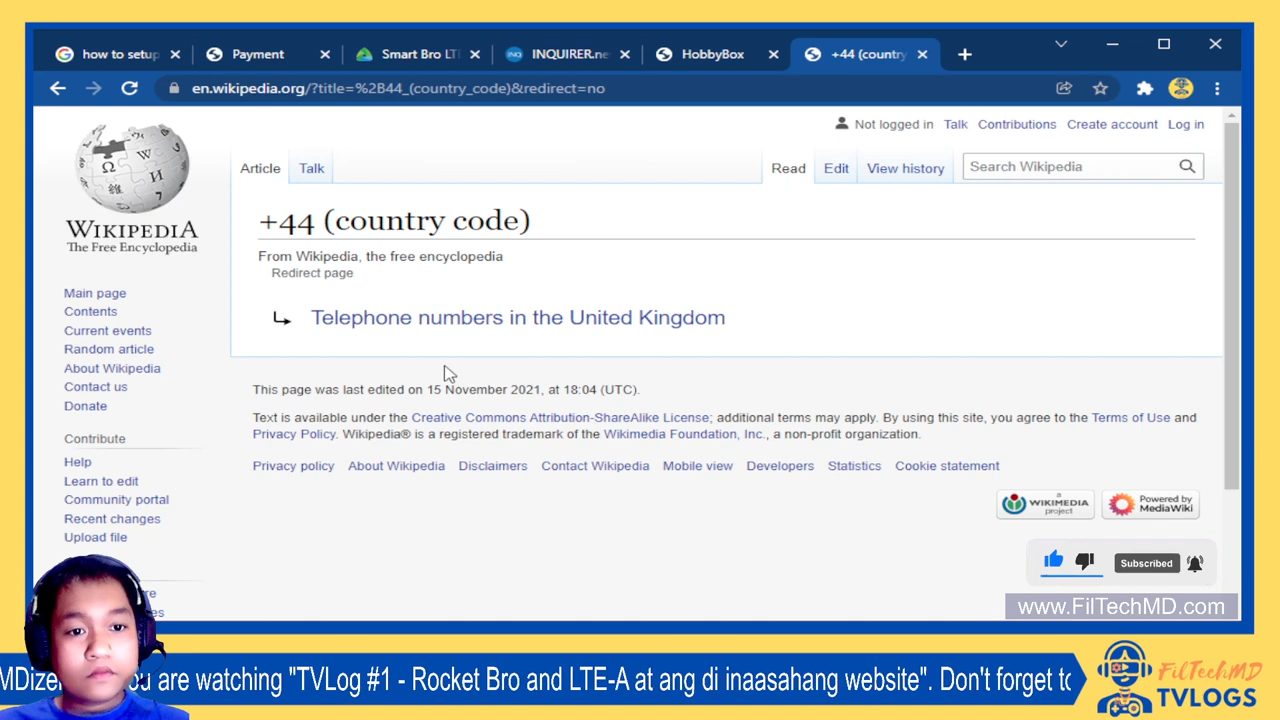 how to setup
Payment
Smart Bro LT
INQUIRER.ne
HobbyBox
+44 (country
en.wikipedia.org/?title=%2B44_(country_code)&redirect=no
Not logged in Talk Contributions Create account Log in
Article Talk Read Edit View history Search Wikipedia
WIKIPEDIA
The Free Encyclopedia
+44 (country code)
From Wikipedia, the free encyclopedia
Redirect page
Telephone numbers in the United Kingdom
Main page
Contents
Current events
Random article
About Wikipedia
Contact us
Donate
Contribute
Help
Learn to edit
Community portal
Recent changes
Upload file
This page was last edited on 15 November 2021, at 18:04 (UTC).
Text is available under the Creative Commons Attribution-ShareAlike License; additional terms may apply. By using this site, you agree to the Terms of Use and
Privacy Policy. Wikipedia® is a registered trademark of the Wikimedia Foundation, Inc., a non-profit organization.
Privacy policy About Wikipedia Disclaimers Contact Wikipedia Mobile view Developers Statistics Cookie statement
a
WIKIMEDIA
project
Powered by
MediaWiki
Subscribed
www.FilTechMD.com
are watching "TVLog #1 - Rocket Bro and LTE-A at ang di inaasahang website". Don't forget to
FilTechMD
TVLOGS